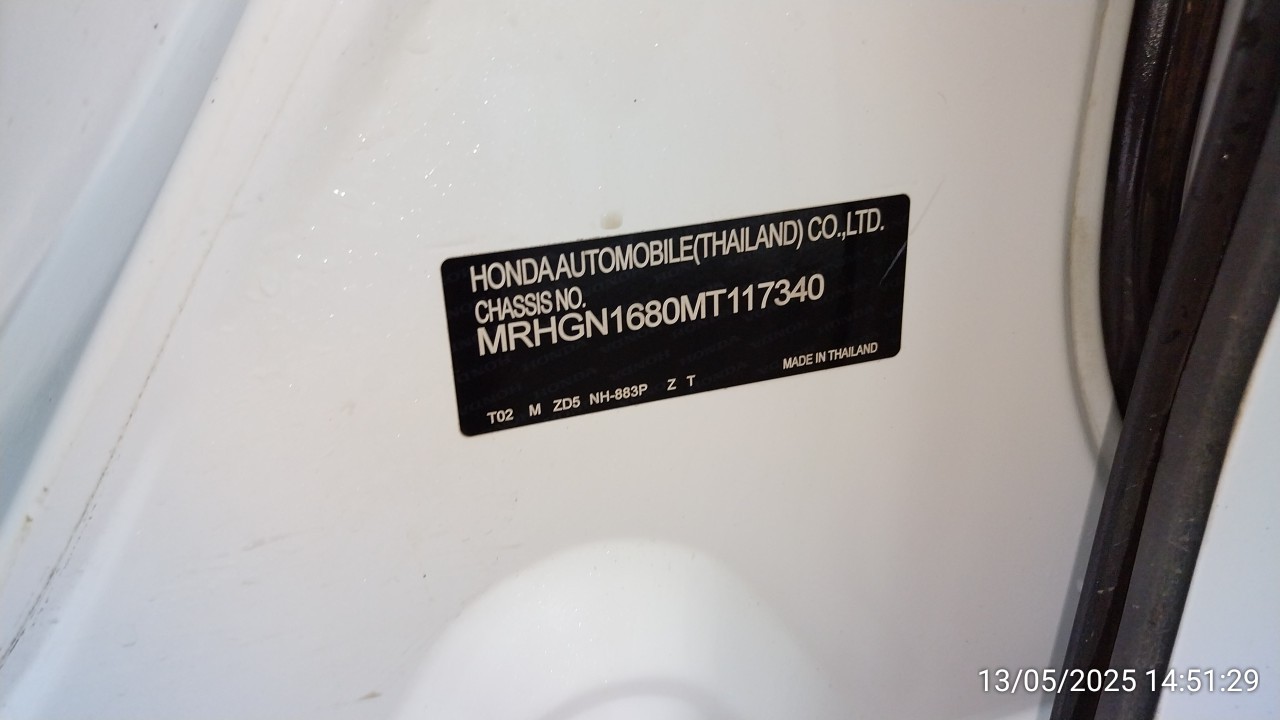 HONDA AUTOMOBILE(THAILAND) CO.,LTD.
CHASSIS NO.
MRHGN1680MT117340
T02 M ZD5 NH-883P Z T MADE IN THAILAND
13/05/2025 14:51:29